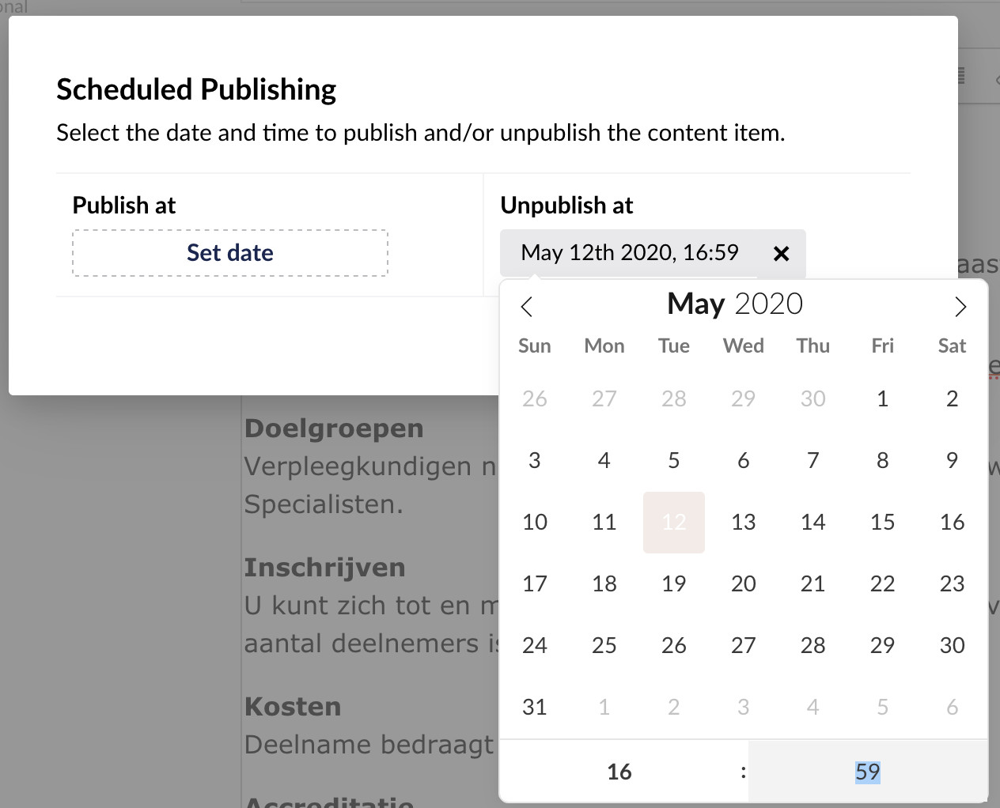 onal
Scheduled Publishing
Select the date and time to publish and/or unpublish the content item.
Publish at
Unpublish at
Set date
May 12th 2020, 16:59
May 2020
Sun Mon Tue Wed Thu Fri Sat
26 27 28 29 30 1 2
3 4 5 6 7 8 9
10 11 12 13 14 15 16
17 18 19 20 21 22 23
24 25 26 27 28 29 30
31 1 2 3 4 5 6
16 : 59
aas
Doelgroepen
Verpleegkundigen n
Specialisten.
Inschrijven
U kunt zich tot en m
aantal deelnemers is
Kosten
Deelname bedraagt
Accreditatie